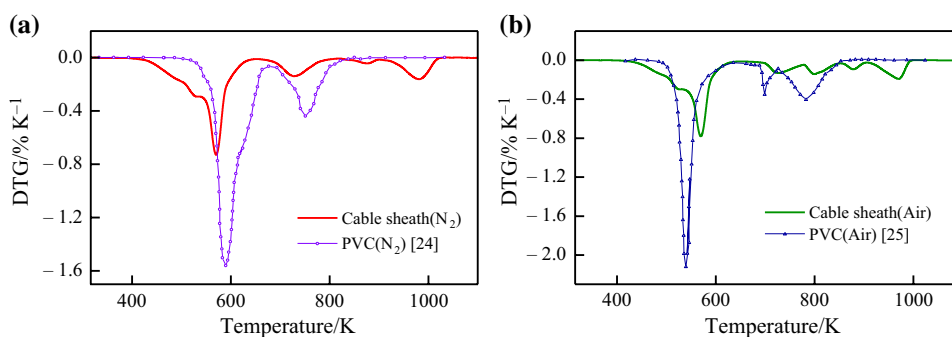 (a)
DTG/% K⁻¹
0.0
– 0.4
– 0.8
– 1.2
– 1.6
Cable sheath(N₂)
PVC(N₂) [24]
400 600 800 1000
Temperature/K
(b)
DTG/% K⁻¹
0.0
– 0.4
– 0.8
– 1.2
– 1.6
– 2.0
Cable sheath(Air)
PVC(Air) [25]
400 600 800 1000
Temperature/K